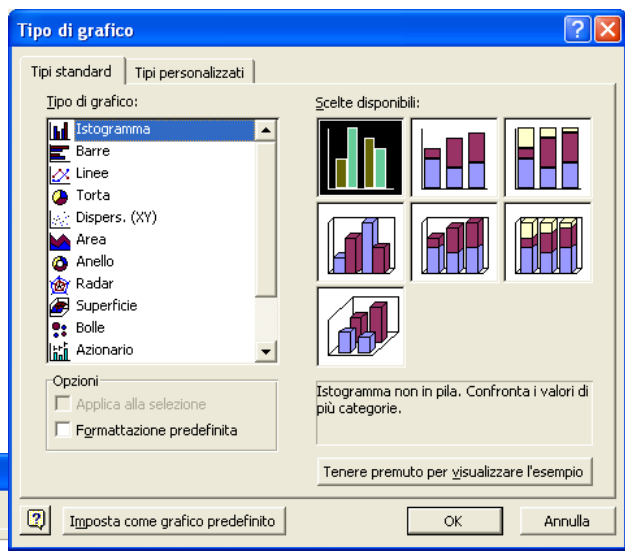 Tipo di grafico
Tipi standard
Tipi personalizzati
Tipo di grafico:
Istogramma
Barre
Linee
Torta
Dispers. (XY)
Area
Anello
Radar
Superficie
Bolle
Azionario
Opzioni
Applica alla selezione
Formattazione predefinita
Scelte disponibili:
Istogramma non in pila. Confronta i valori di
più categorie.
Tenere premuto per visualizzare l'esempio
Imposta come grafico predefinito
OK
Annulla